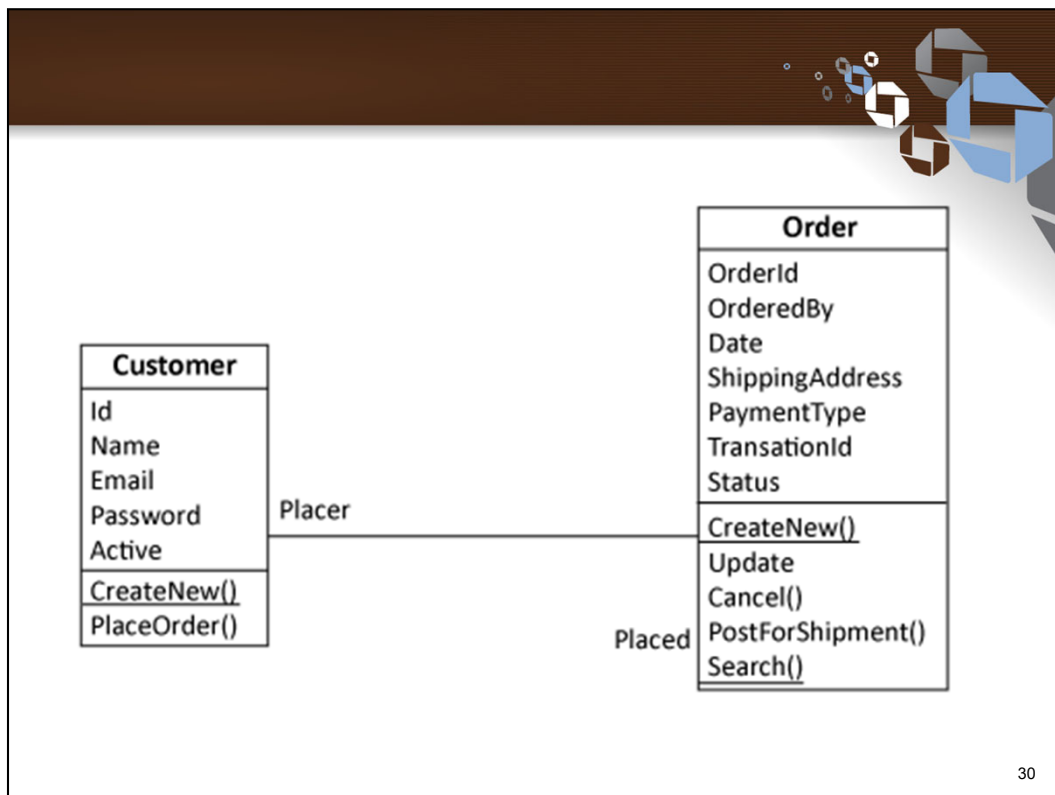 Customer
Id
Name
Email
Password
Active
CreateNew()
PlaceOrder()
Placer
Placed
Order
OrderId
OrderedBy
Date
ShippingAddress
PaymentType
TransationId
Status
CreateNew()
Update
Cancel()
PostForShipment()
Search()
30